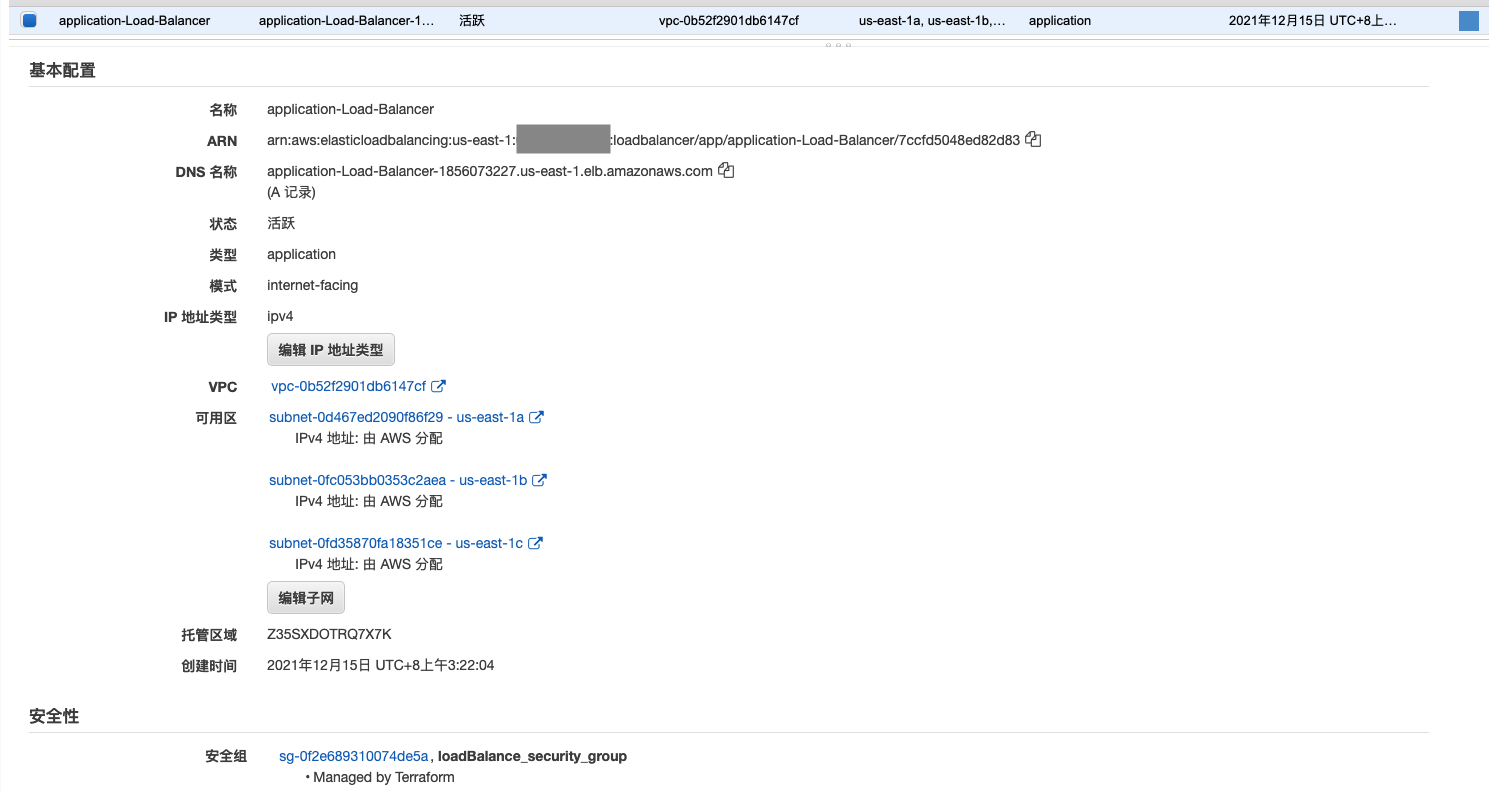 application-Load-Balancer application-Load-Balancer-1… 活跃 vpc-0b52f2901db6147cf us-east-1a, us-east-1b,… application 2021年12月15日 UTC+8上…
基本配置
名称 application-Load-Balancer
ARN arn:aws:elasticloadbalancing:us-east-1: :loadbalancer/app/application-Load-Balancer/7ccfd5048ed82d83
DNS 名称 application-Load-Balancer-1856073227.us-east-1.elb.amazonaws.com
(A 记录)
状态 活跃
类型 application
模式 internet-facing
IP 地址类型 ipv4
编辑 IP 地址类型
VPC vpc-0b52f2901db6147cf
可用区 subnet-0d467ed2090f86f29 - us-east-1a
IPv4 地址: 由 AWS 分配
subnet-0fc053bb0353c2aea - us-east-1b
IPv4 地址: 由 AWS 分配
subnet-0fd35870fa18351ce - us-east-1c
IPv4 地址: 由 AWS 分配
编辑子网
托管区域 Z35SXDOTRQ7X7K
创建时间 2021年12月15日 UTC+8上午3:22:04
安全性
安全组 sg-0f2e689310074de5a, loadBalance_security_group
• Managed by Terraform